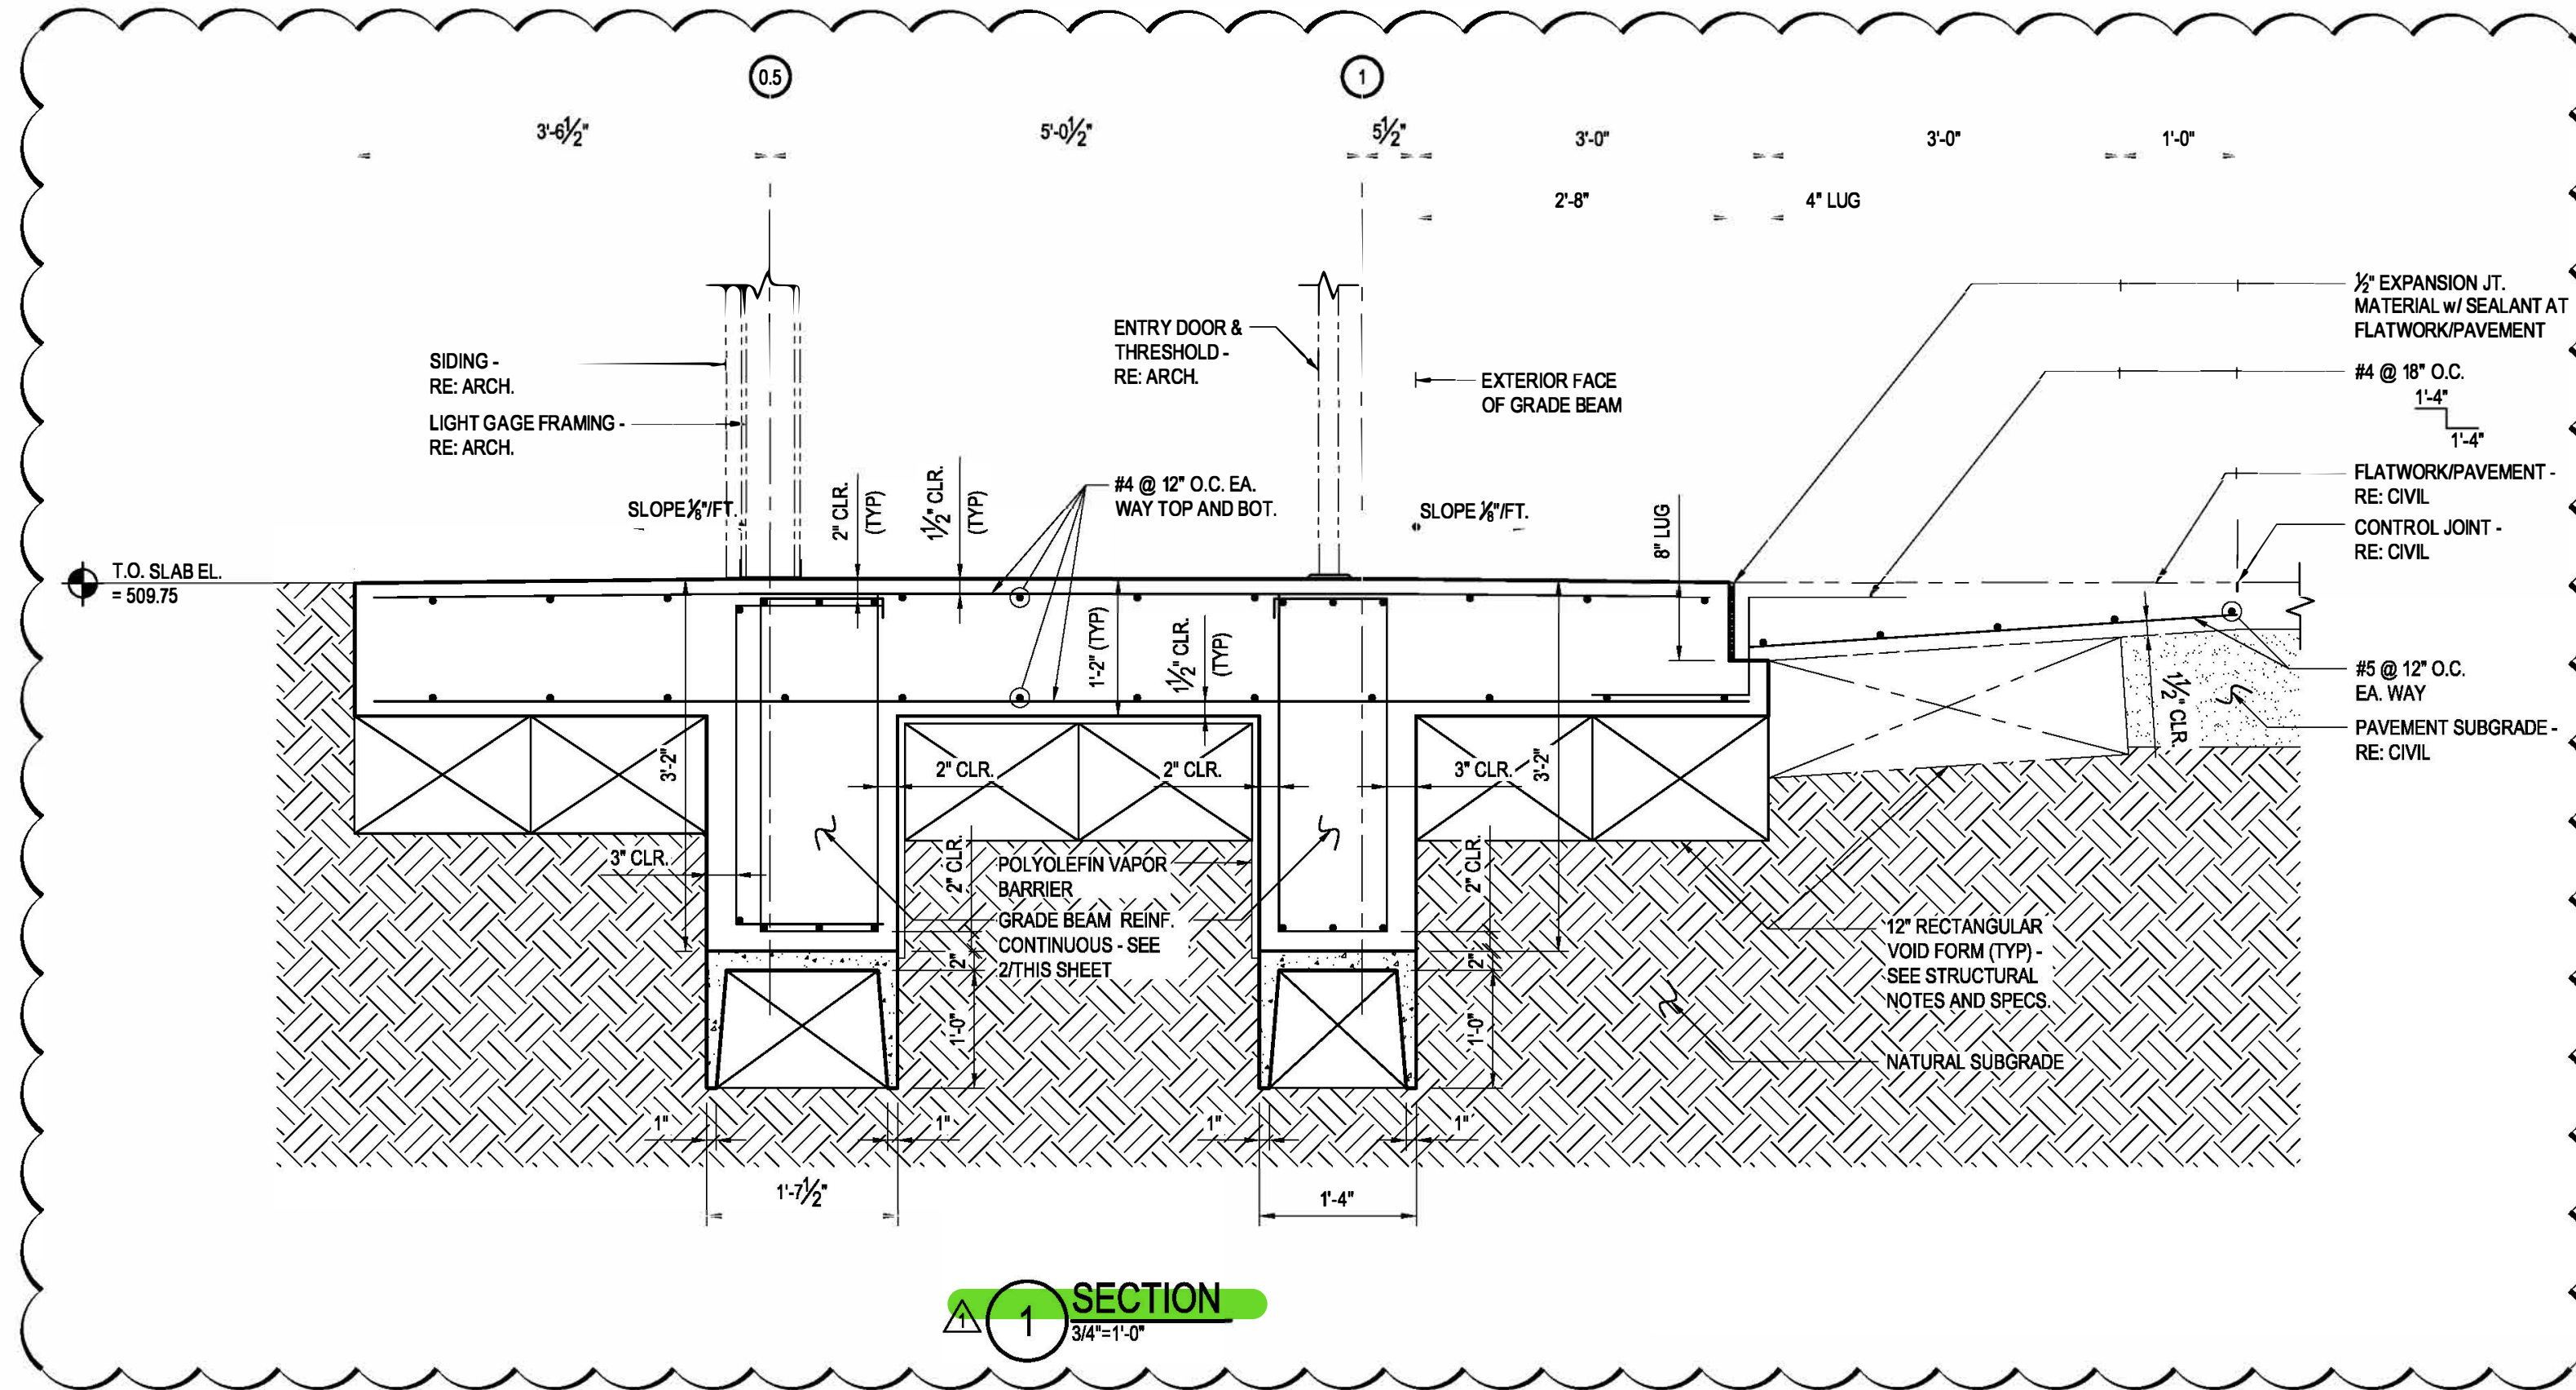 0.5
1
3'-6½"
5'-0½"
5½"
3'-0"
3'-0"
1'-0"
2'-8"
4" LUG
½" EXPANSION JT.
MATERIAL w/ SEALANT AT
FLATWORK/PAVEMENT
#4 @ 18" O.C.
1'-4"
1'-4"
FLATWORK/PAVEMENT -
RE: CIVIL
CONTROL JOINT -
RE: CIVIL
#5 @ 12" O.C.
EA. WAY
PAVEMENT SUBGRADE -
RE: CIVIL
ENTRY DOOR &
THRESHOLD -
RE: ARCH.
EXTERIOR FACE
OF GRADE BEAM
SIDING -
RE: ARCH.
LIGHT GAGE FRAMING -
RE: ARCH.
SLOPE ⅛"/FT.
2" CLR.
(TYP)
1½" CLR.
(TYP)
#4 @ 12" O.C. EA.
WAY TOP AND BOT.
SLOPE ⅛"/FT.
8" LUG
T.O. SLAB EL.
= 509.75
1'-2" (TYP)
1½" CLR.
(TYP)
1½" CLR.
3'-2"
2" CLR.
2" CLR.
3" CLR.
3'-2"
3" CLR.
2" CLR.
POLYOLEFIN VAPOR
BARRIER
GRADE BEAM REINF.
CONTINUOUS - SEE
2/THIS SHEET
2" CLR.
2"
2"
1'-0"
1'-0"
12" RECTANGULAR
VOID FORM (TYP) -
SEE STRUCTURAL
NOTES AND SPECS.
NATURAL SUBGRADE
1"
1"
1"
1"
1'-7½"
1'-4"
1
1
SECTION
3/4"=1'-0"